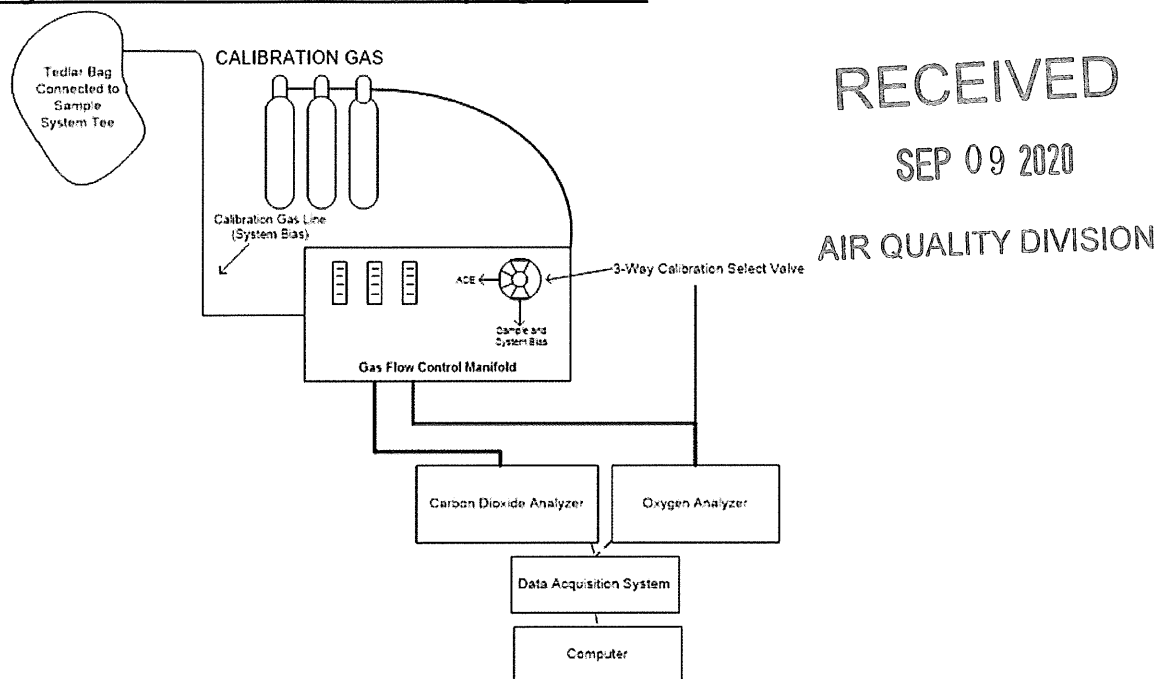 Tedlar Bag
Connected to
Sample
System Tee
CALIBRATION GAS
RECEIVED
SEP 09 2020
AIR QUALITY DIVISION
Calibration Gas Line
(System Bias)
ACE
3-Way Calibration Select Valve
Sample and
System Bias
Gas Flow Control Manifold
Carbon Dioxide Analyzer
Oxygen Analyzer
Data Acquisition System
Computer